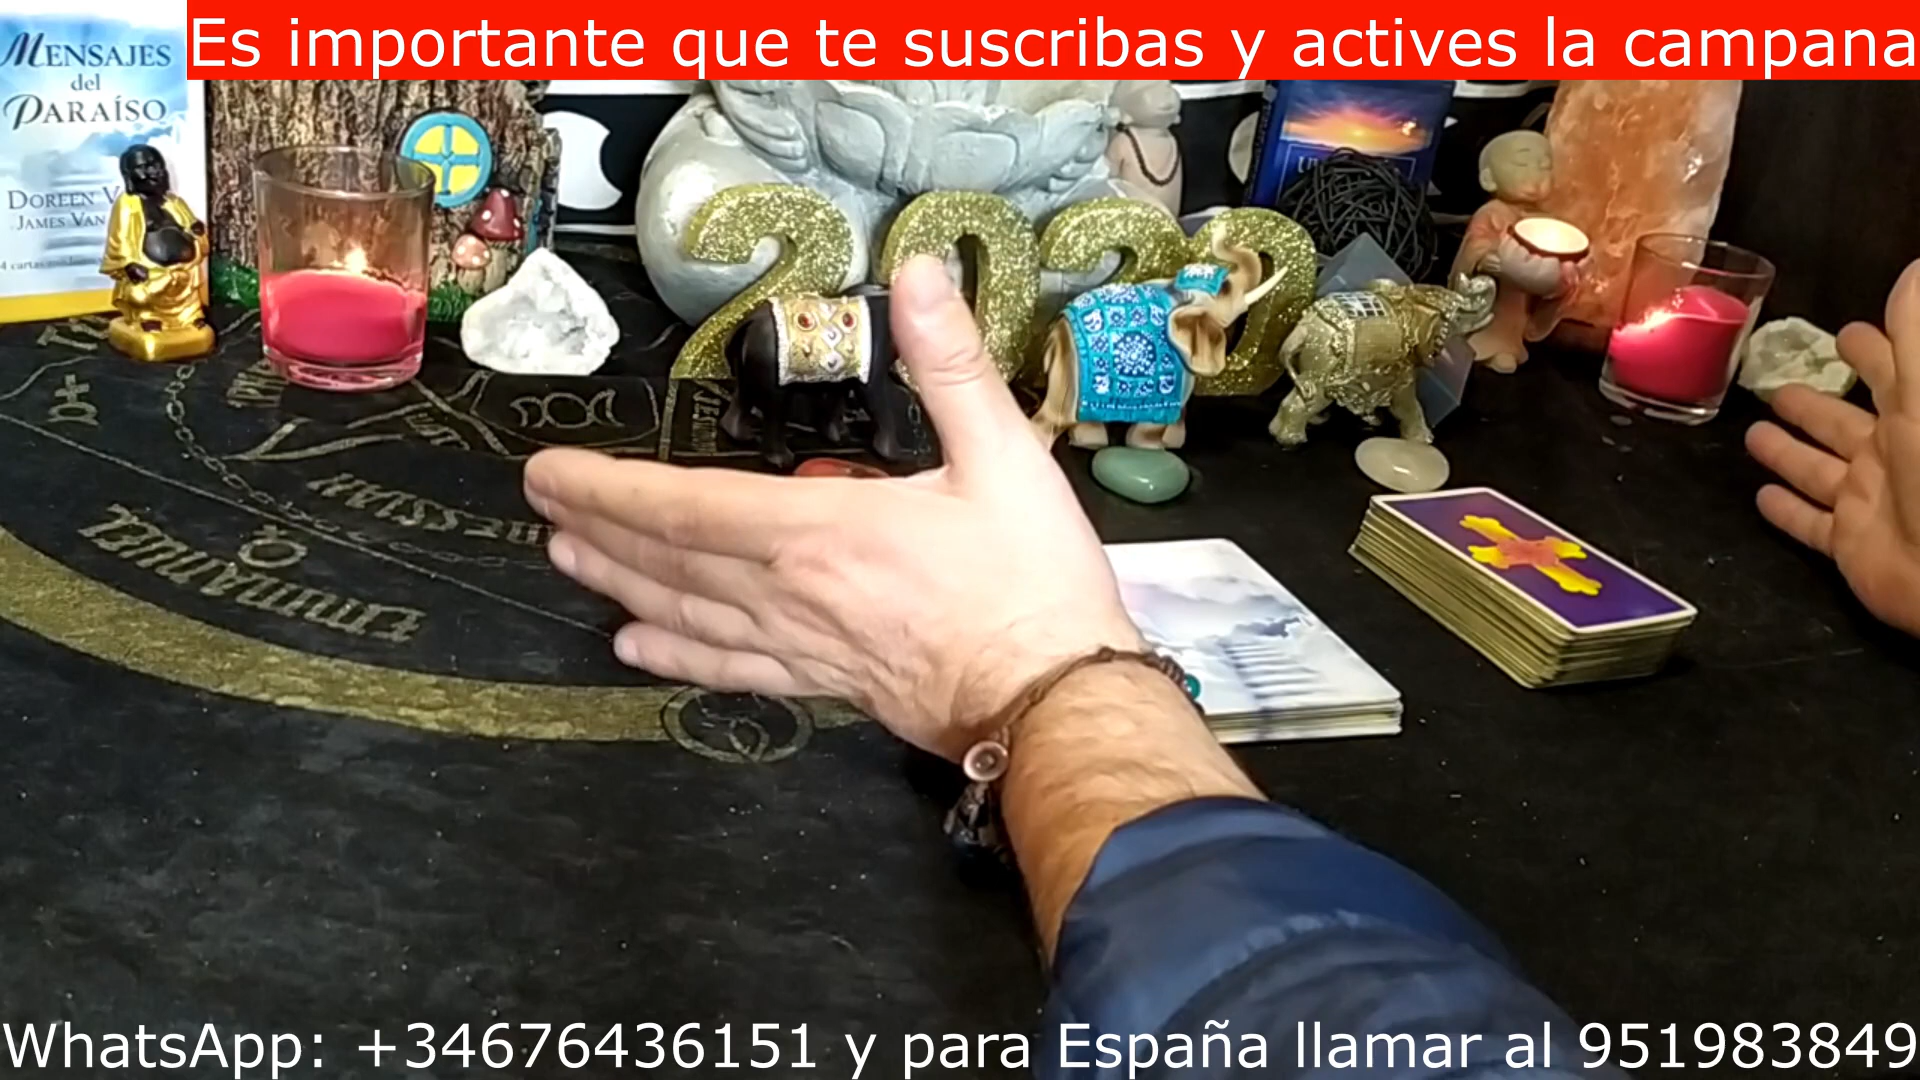 Es importante que te suscribas y actives la campana
MENSAJES
del
PARAÍSO
DOREEN V
JAMES VAN
2020
MESSIAH
EMMANUEL
WhatsApp: +34676436151 y para España llamar al 951983849